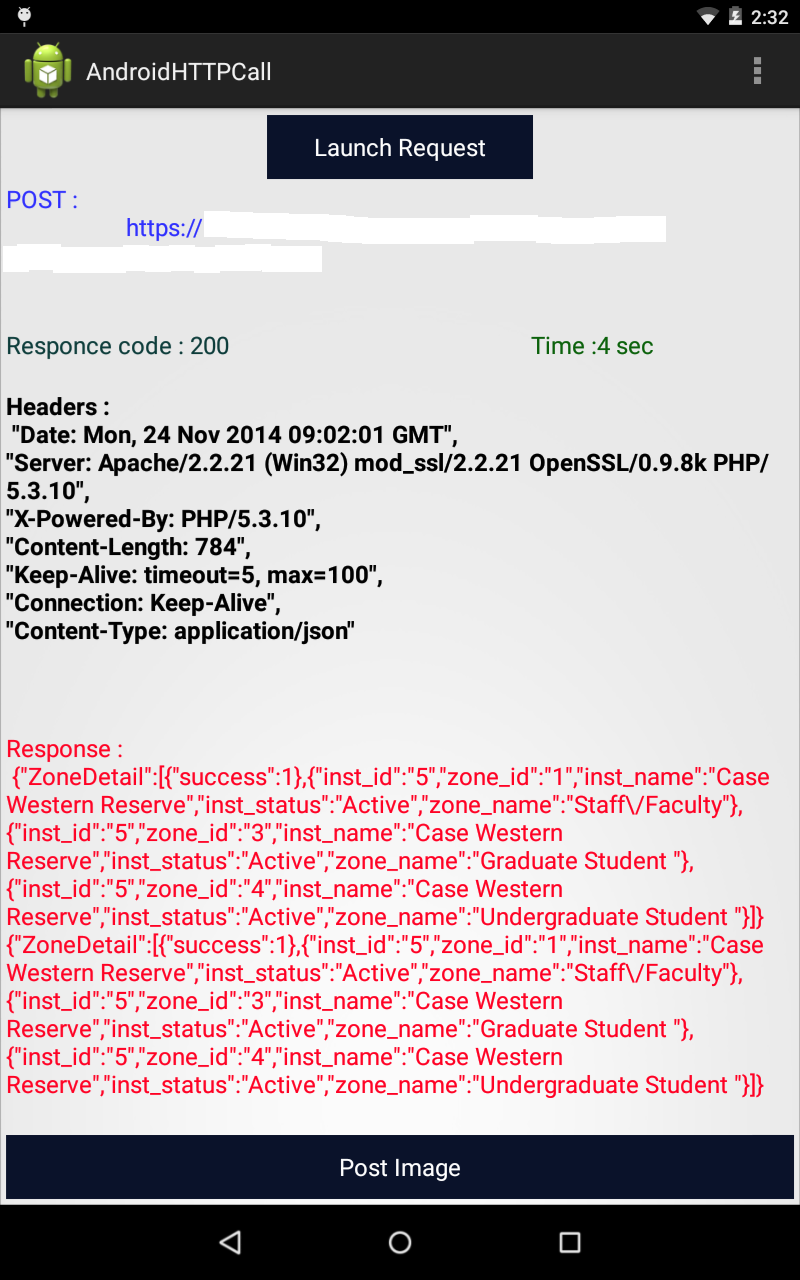 2:32
AndroidHTTPCall
Launch Request
POST :
https://
Responce code : 200
Time :4 sec
Headers :
"Date: Mon, 24 Nov 2014 09:02:01 GMT",
"Server: Apache/2.2.21 (Win32) mod_ssl/2.2.21 OpenSSL/0.9.8k PHP/
5.3.10",
"X-Powered-By: PHP/5.3.10",
"Content-Length: 784",
"Keep-Alive: timeout=5, max=100",
"Connection: Keep-Alive",
"Content-Type: application/json"
Response :
{"ZoneDetail":[{"success":1},{"inst_id":"5","zone_id":"1","inst_name":"Case
Western Reserve","inst_status":"Active","zone_name":"Staff\/Faculty"},
{"inst_id":"5","zone_id":"3","inst_name":"Case Western
Reserve","inst_status":"Active","zone_name":"Graduate Student "},
{"inst_id":"5","zone_id":"4","inst_name":"Case Western
Reserve","inst_status":"Active","zone_name":"Undergraduate Student "}]}
{"ZoneDetail":[{"success":1},{"inst_id":"5","zone_id":"1","inst_name":"Case
Western Reserve","inst_status":"Active","zone_name":"Staff\/Faculty"},
{"inst_id":"5","zone_id":"3","inst_name":"Case Western
Reserve","inst_status":"Active","zone_name":"Graduate Student "},
{"inst_id":"5","zone_id":"4","inst_name":"Case Western
Reserve","inst_status":"Active","zone_name":"Undergraduate Student "}]}
Post Image